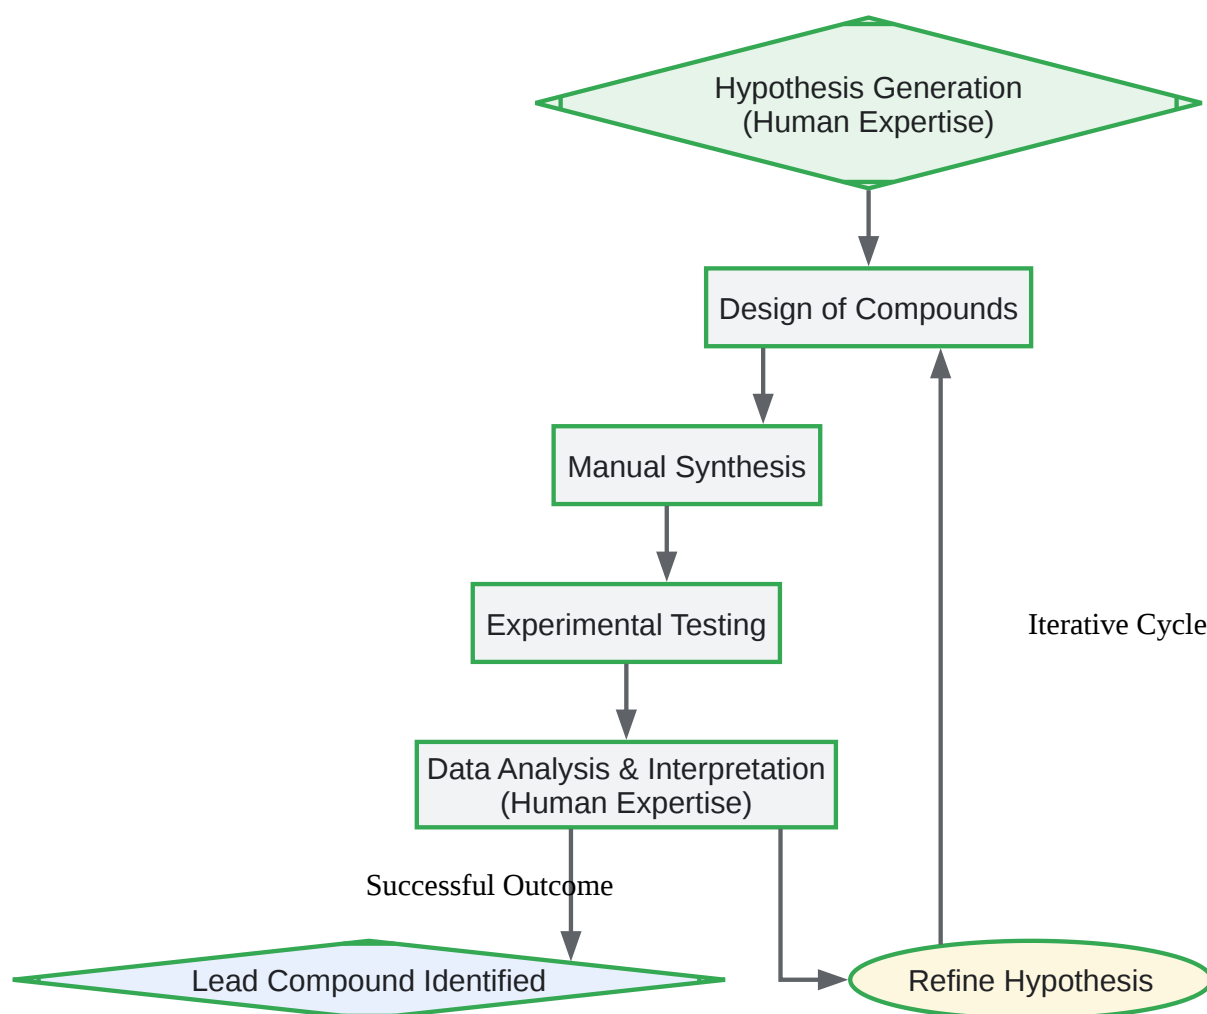 Hypothesis Generation
(Human Expertise)
Design of Compounds
Manual Synthesis
Experimental Testing
Iterative Cycle
Data Analysis & Interpretation
(Human Expertise)
Successful Outcome
Lead Compound Identified
Refine Hypothesis